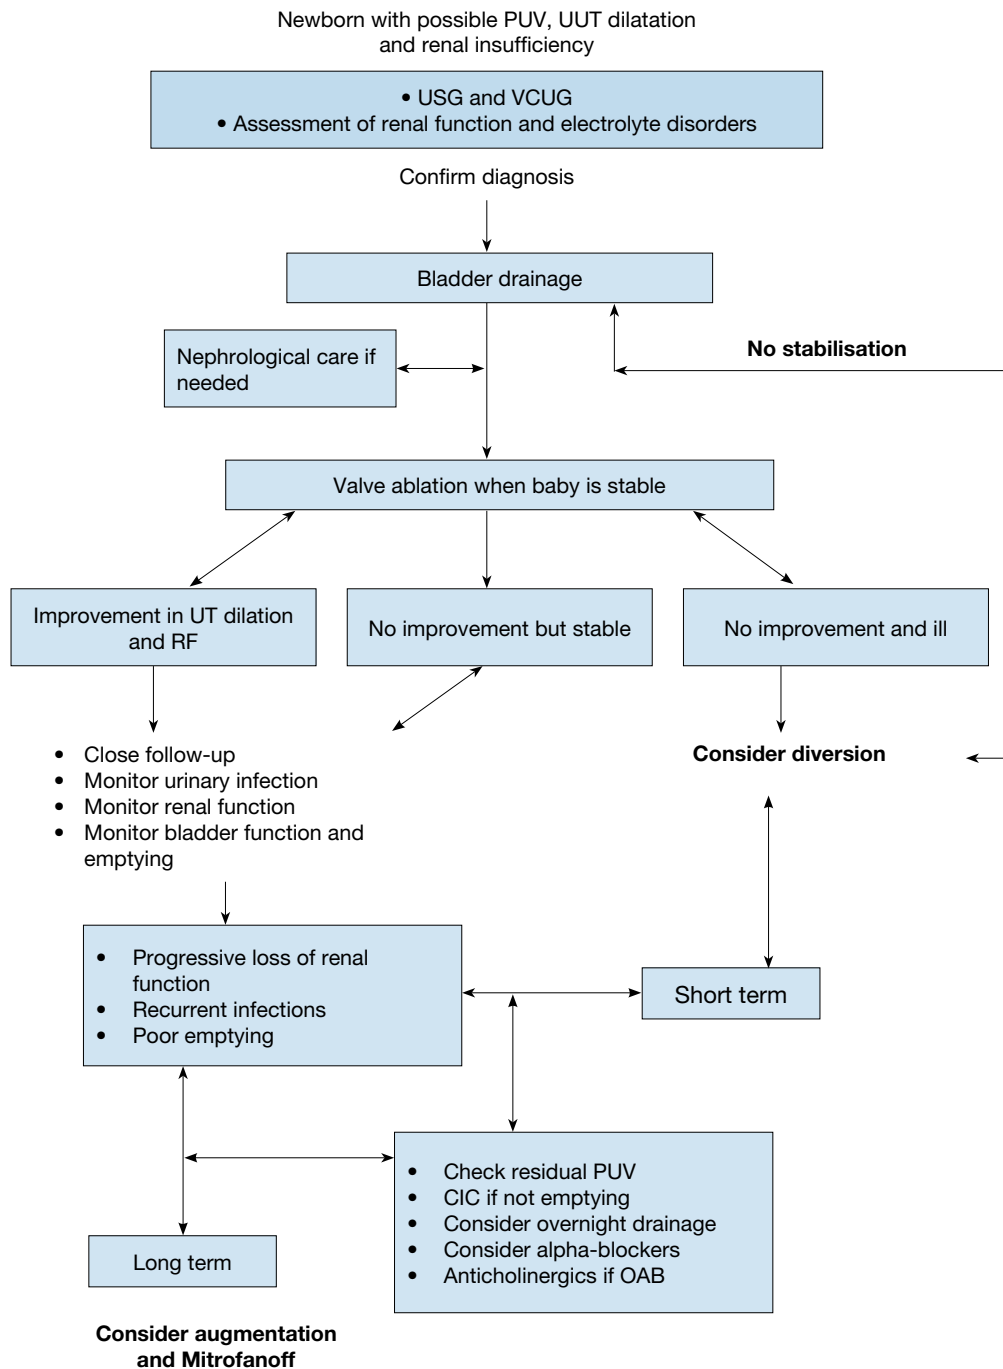 Newborn with possible PUV, UUT dilatation
and renal insufficiency
• USG and VCUG
• Assessment of renal function and electrolyte disorders
Confirm diagnosis
Bladder drainage
Nephrological care if
needed
No stabilisation
Valve ablation when baby is stable
Improvement in UT dilation
and RF
No improvement but stable
No improvement and ill
• Close follow-up
• Monitor urinary infection
• Monitor renal function
• Monitor bladder function and
emptying
Consider diversion
• Progressive loss of renal
function
• Recurrent infections
• Poor emptying
Short term
• Check residual PUV
• CIC if not emptying
• Consider overnight drainage
• Consider alpha-blockers
• Anticholinergics if OAB
Long term
Consider augmentation
and Mitrofanoff